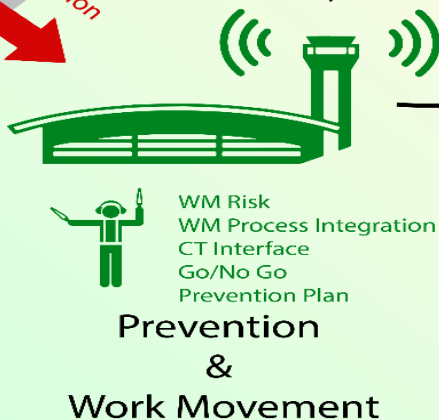 WM Risk
WM Process Integration
CT Interface
Go/No Go
Prevention Plan
Prevention
&
Work Movement